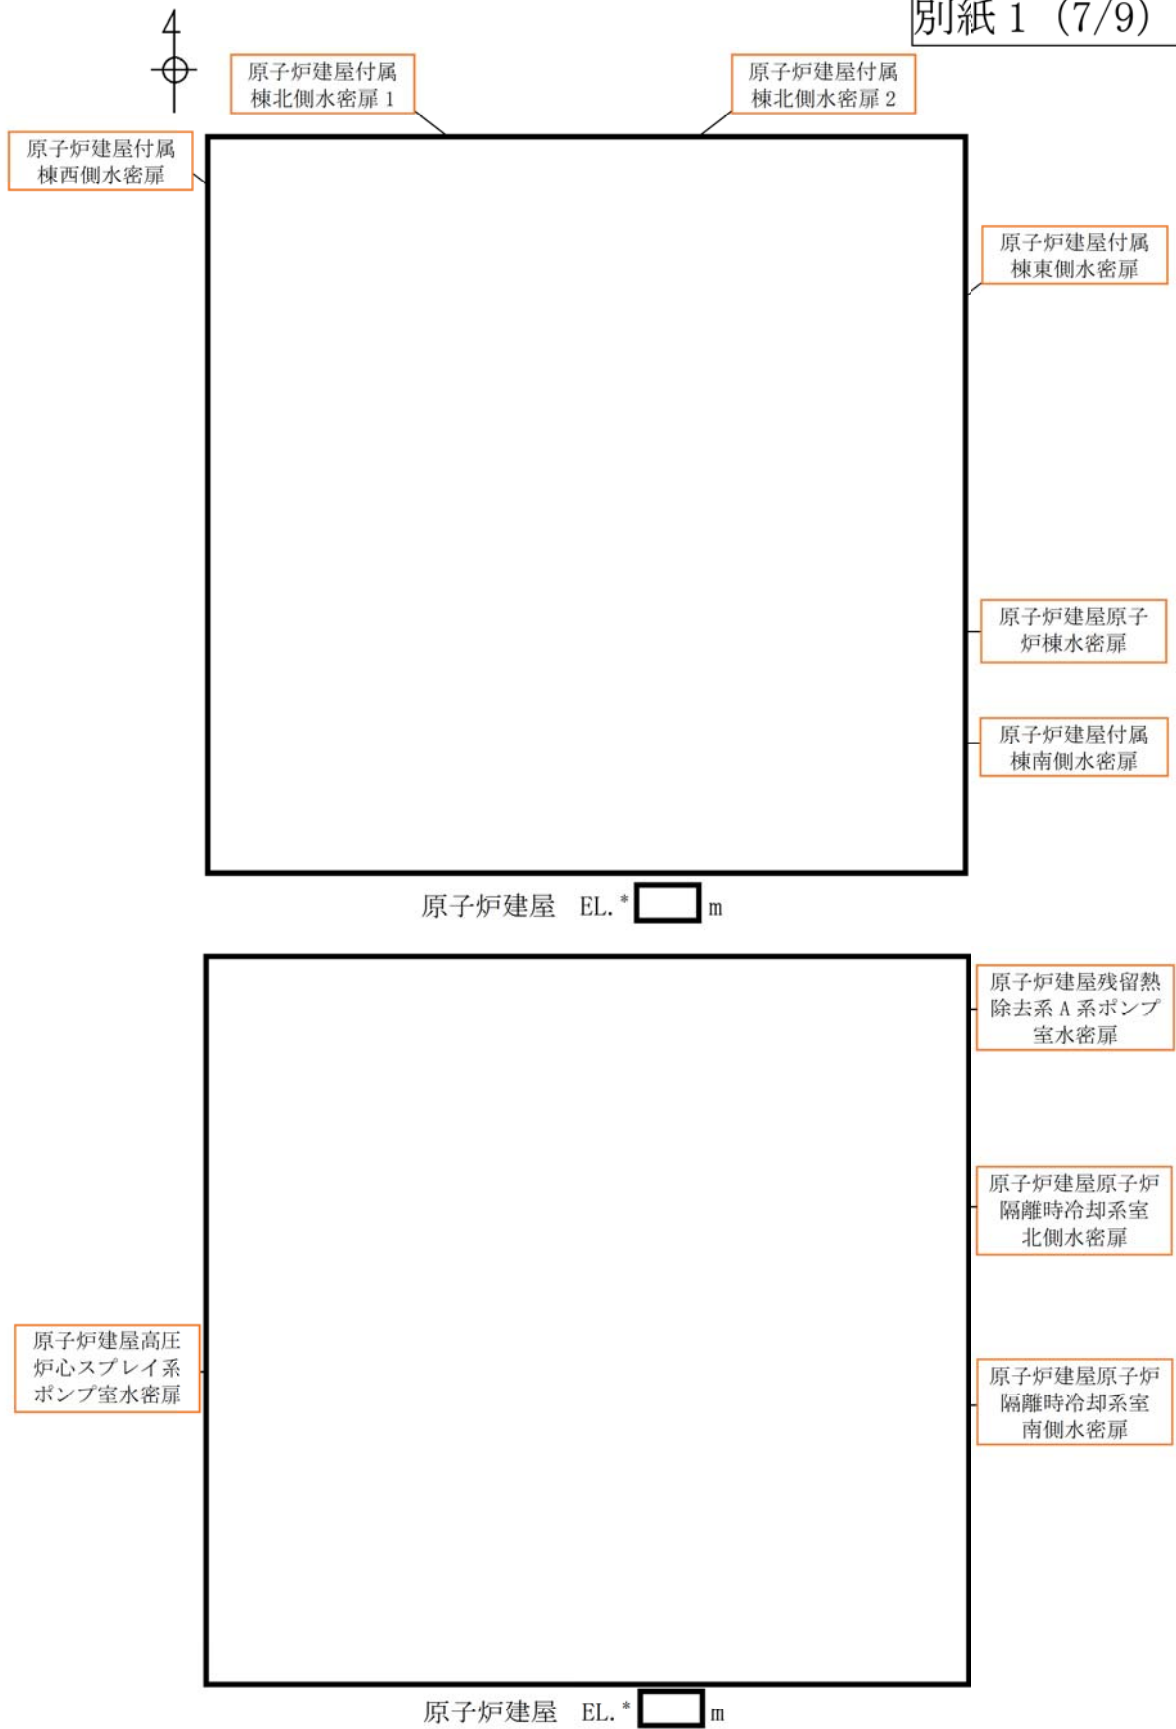 別紙 1 (7/9)
原子炉建屋付属
棟北側水密扉 1
原子炉建屋付属
棟北側水密扉 2
原子炉建屋付属
棟西側水密扉
原子炉建屋付属
棟東側水密扉
原子炉建屋原子
炉棟水密扉
原子炉建屋付属
棟南側水密扉
原子炉建屋 EL.* m
原子炉建屋残留熱
除去系 A 系ポンプ
室水密扉
原子炉建屋原子炉
隔離時冷却系室
北側水密扉
原子炉建屋高圧
炉心スプレイ系
ポンプ室水密扉
原子炉建屋原子炉
隔離時冷却系室
南側水密扉
原子炉建屋 EL.* m